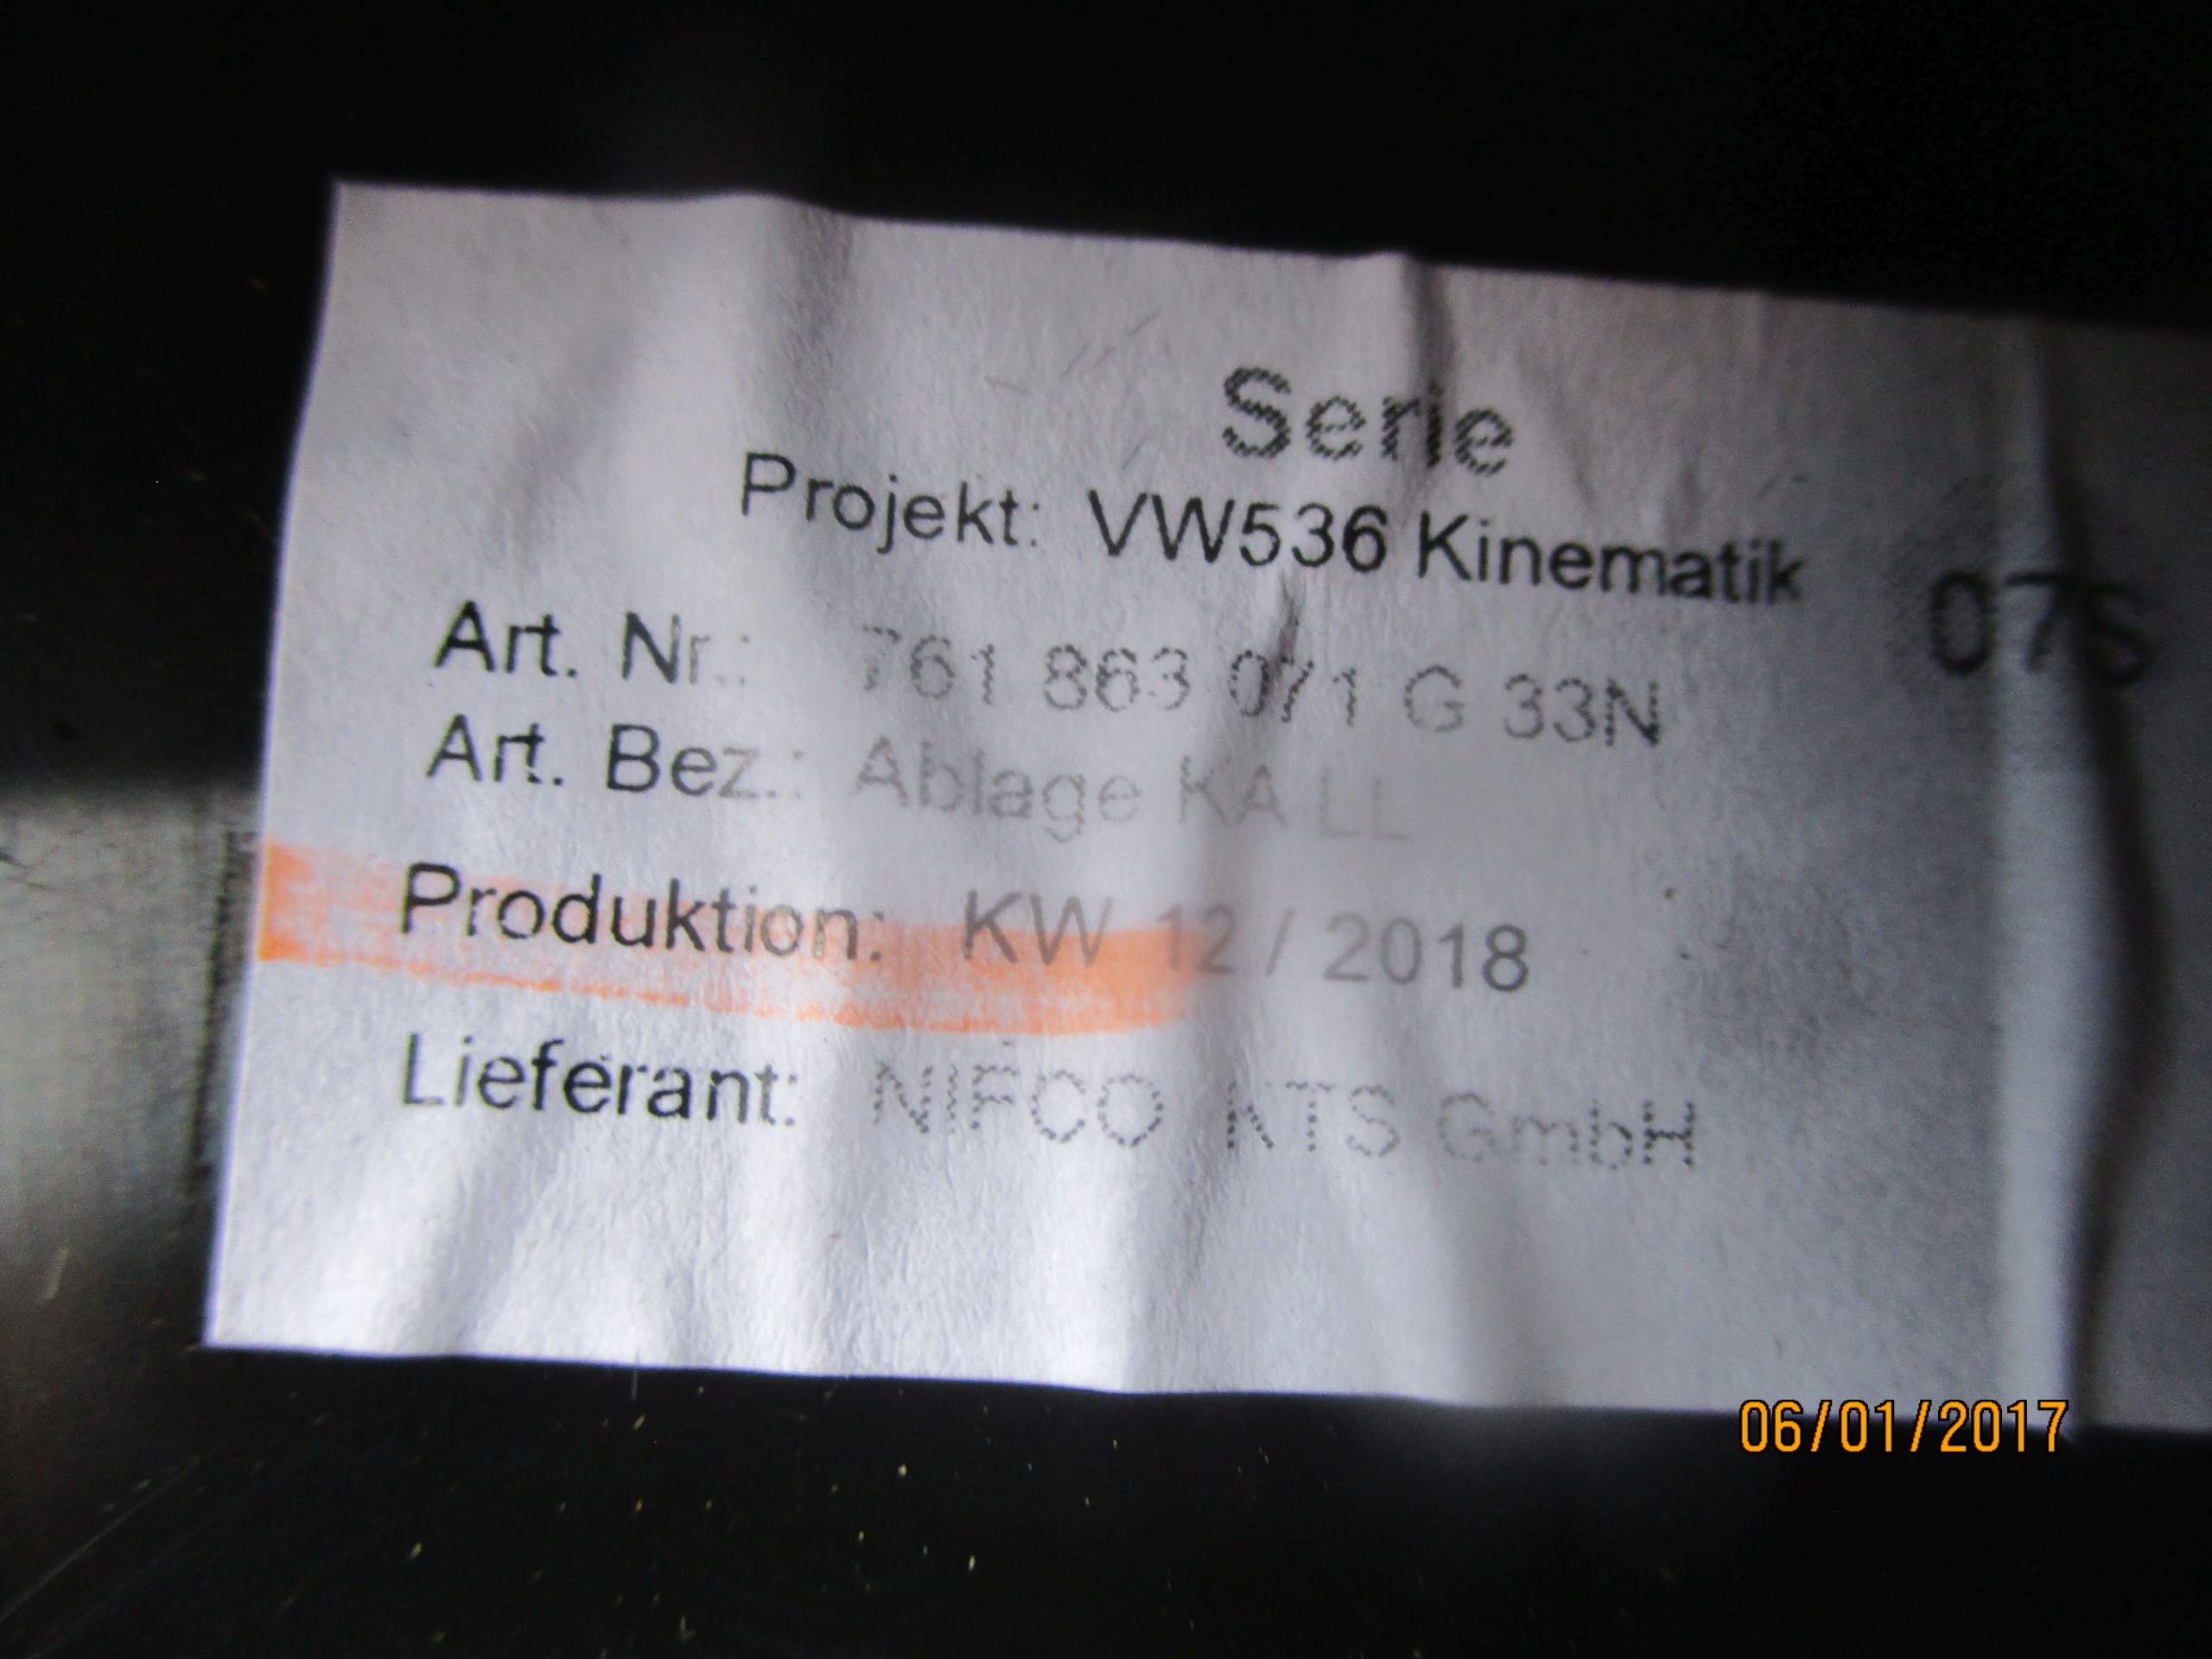 Serie
Projekt: VW536 Kinematik
Art. Nr.: 761 863 071 G 33N
Art. Bez.: Ablage KA LL
Produktion: KW 12 / 2018
Lieferant: NIFCO KTS GmbH
06/01/2017